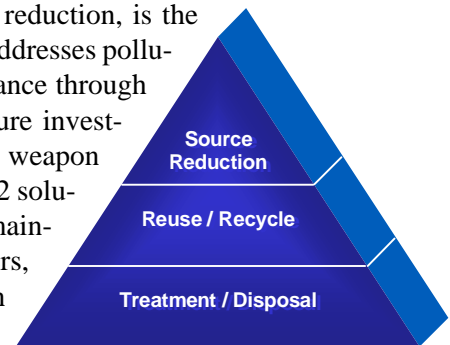 reduction, is the
ddresses pollu-
ance through
ure invest-
weapon
2 solu-
main-
rs,
Source
Reduction
Reuse / Recycle
Treatment / Disposal